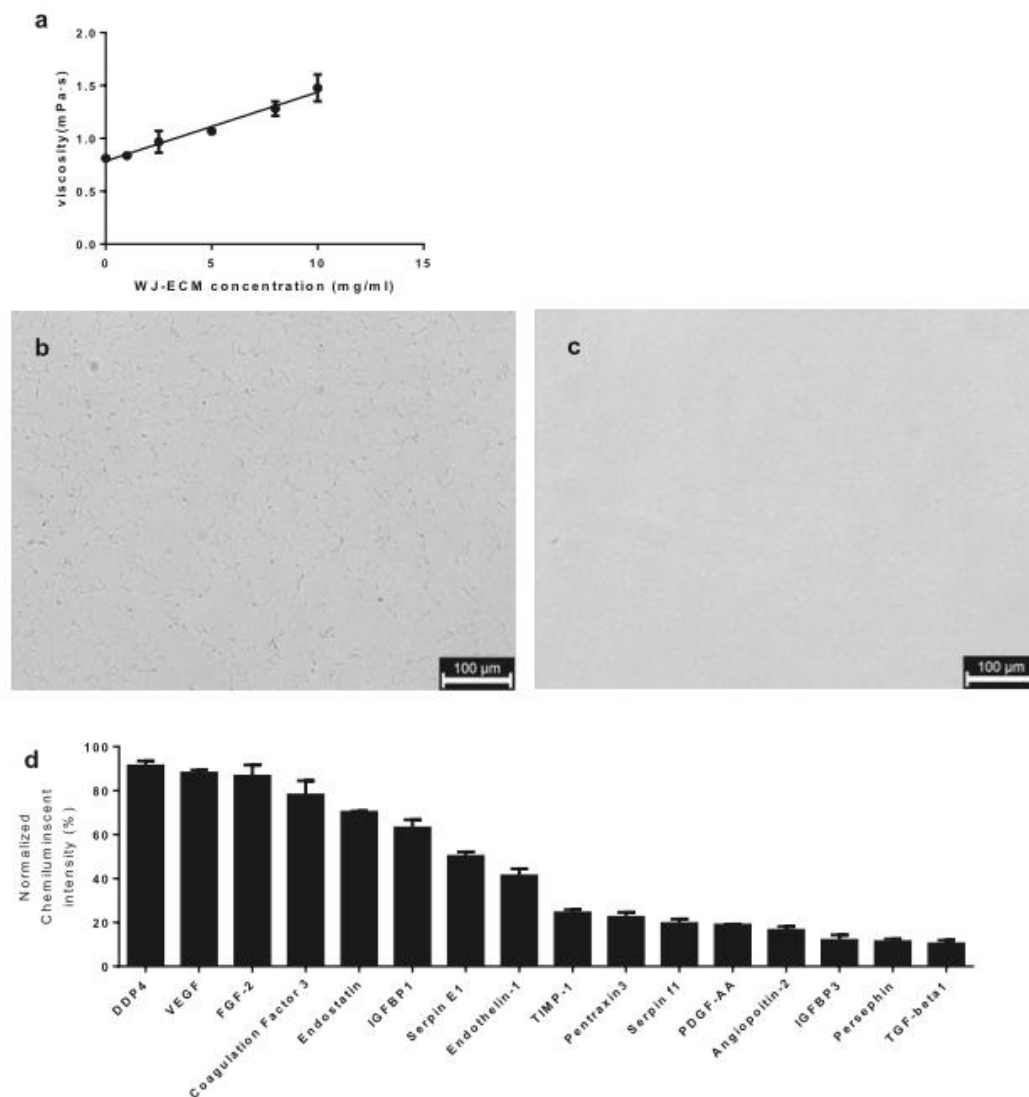 a
2.0
1.5
1.0
0.5
0.0
viscosity(mPa·s)
0 5 10 15
WJ-ECM concentration (mg/ml)
b
100 µm
c
100 µm
d
100
80
60
40
20
0
Normalized
Chemiluminscent
intensity (%)
DDP4
VEGF
FGF-2
Coagulation Factor 3
Endostatin
IGFBP1
Serpin E1
Endothelin-1
TIMP-1
Pentraxin3
Serpin f1
PDGF-AA
Angiopoitin-2
IGFBP3
Persephin
TGF-beta1